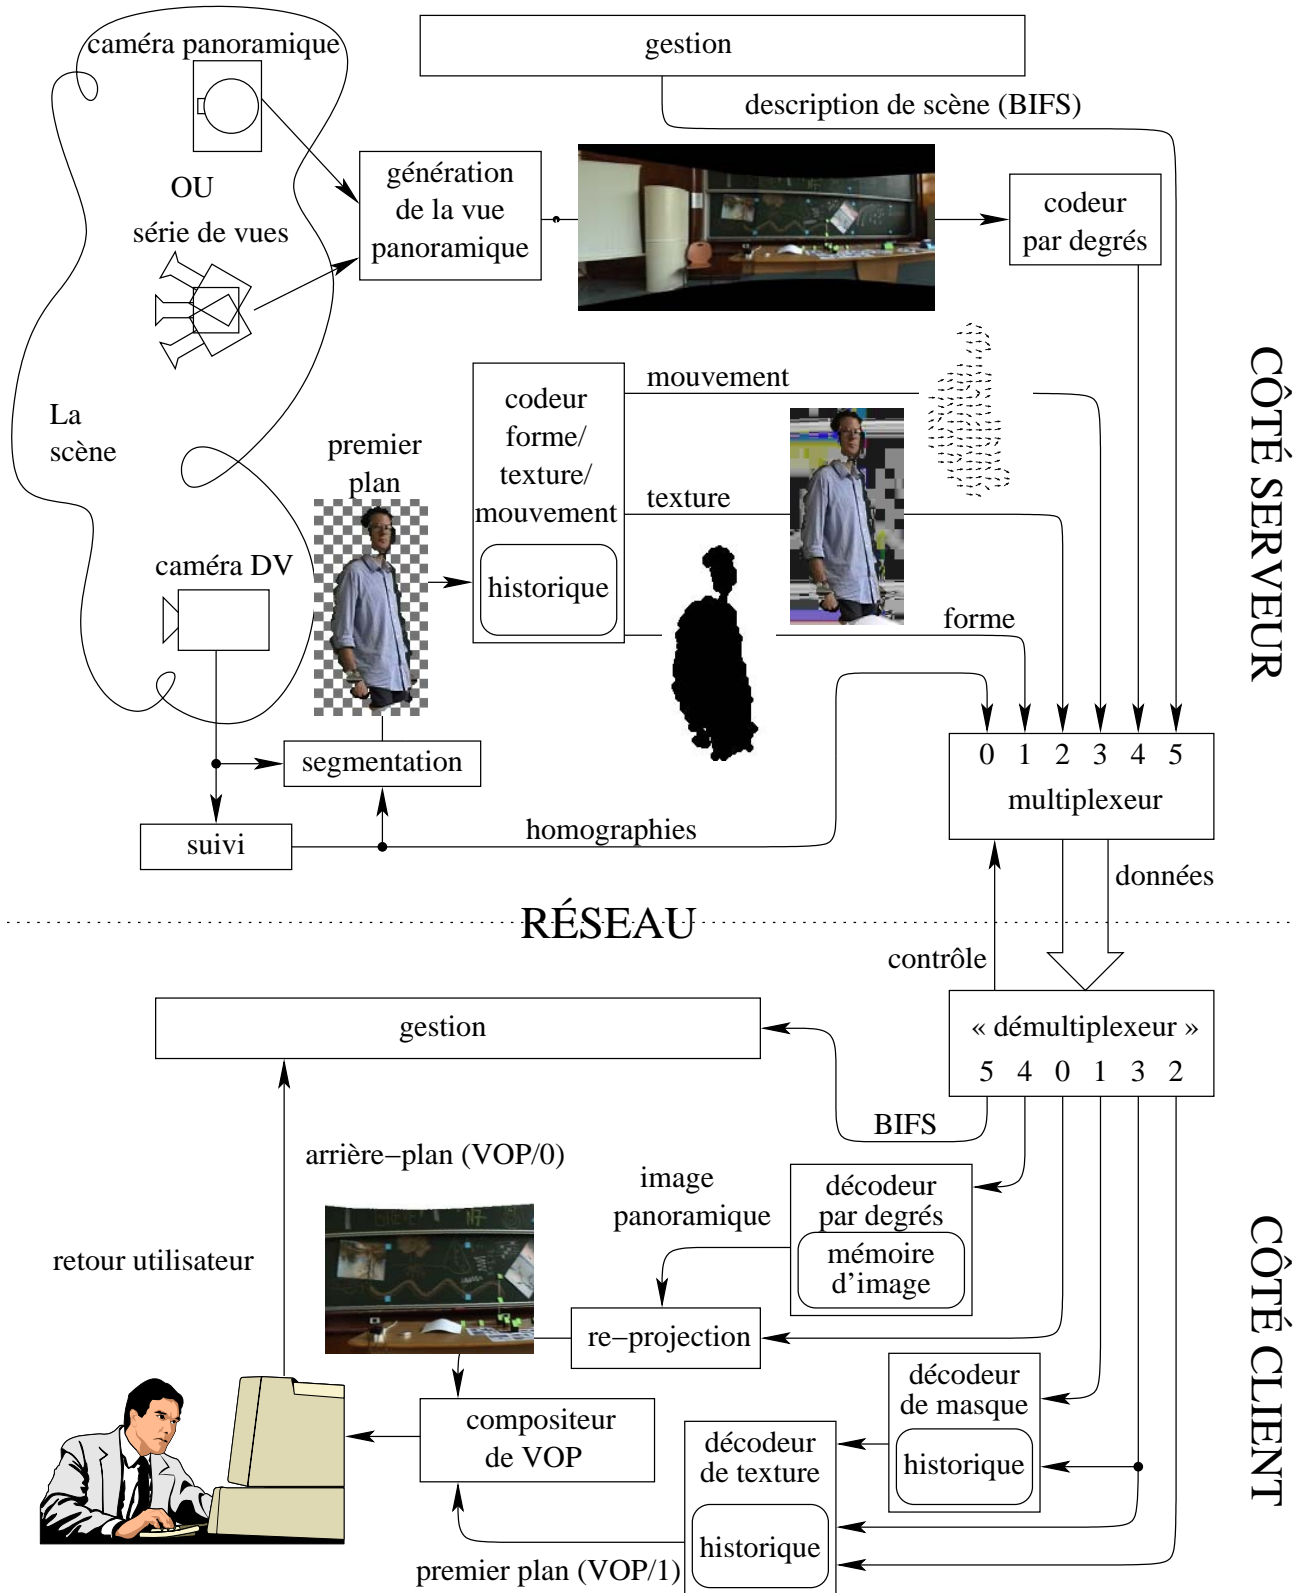 caméra panoramique
gestion
description de scène (BIFS)
OU
série de vues
génération
de la vue
panoramique
codeur
par degrés
La
scène
premier
plan
codeur
forme/
texture/
mouvement
historique
mouvement
texture
forme
caméra DV
segmentation
suivi
homographies
0 1 2 3 4 5
multiplexeur
données
CÔTÉ SERVEUR
RÉSEAU
contrôle
gestion
« démultiplexeur »
5 4 0 1 3 2
BIFS
arrière−plan (VOP/0)
image
panoramique
décodeur
par degrés
mémoire
d’image
retour utilisateur
re−projection
décodeur
de masque
historique
compositeur
de VOP
décodeur
de texture
historique
premier plan (VOP/1)
CÔTÉ CLIENT